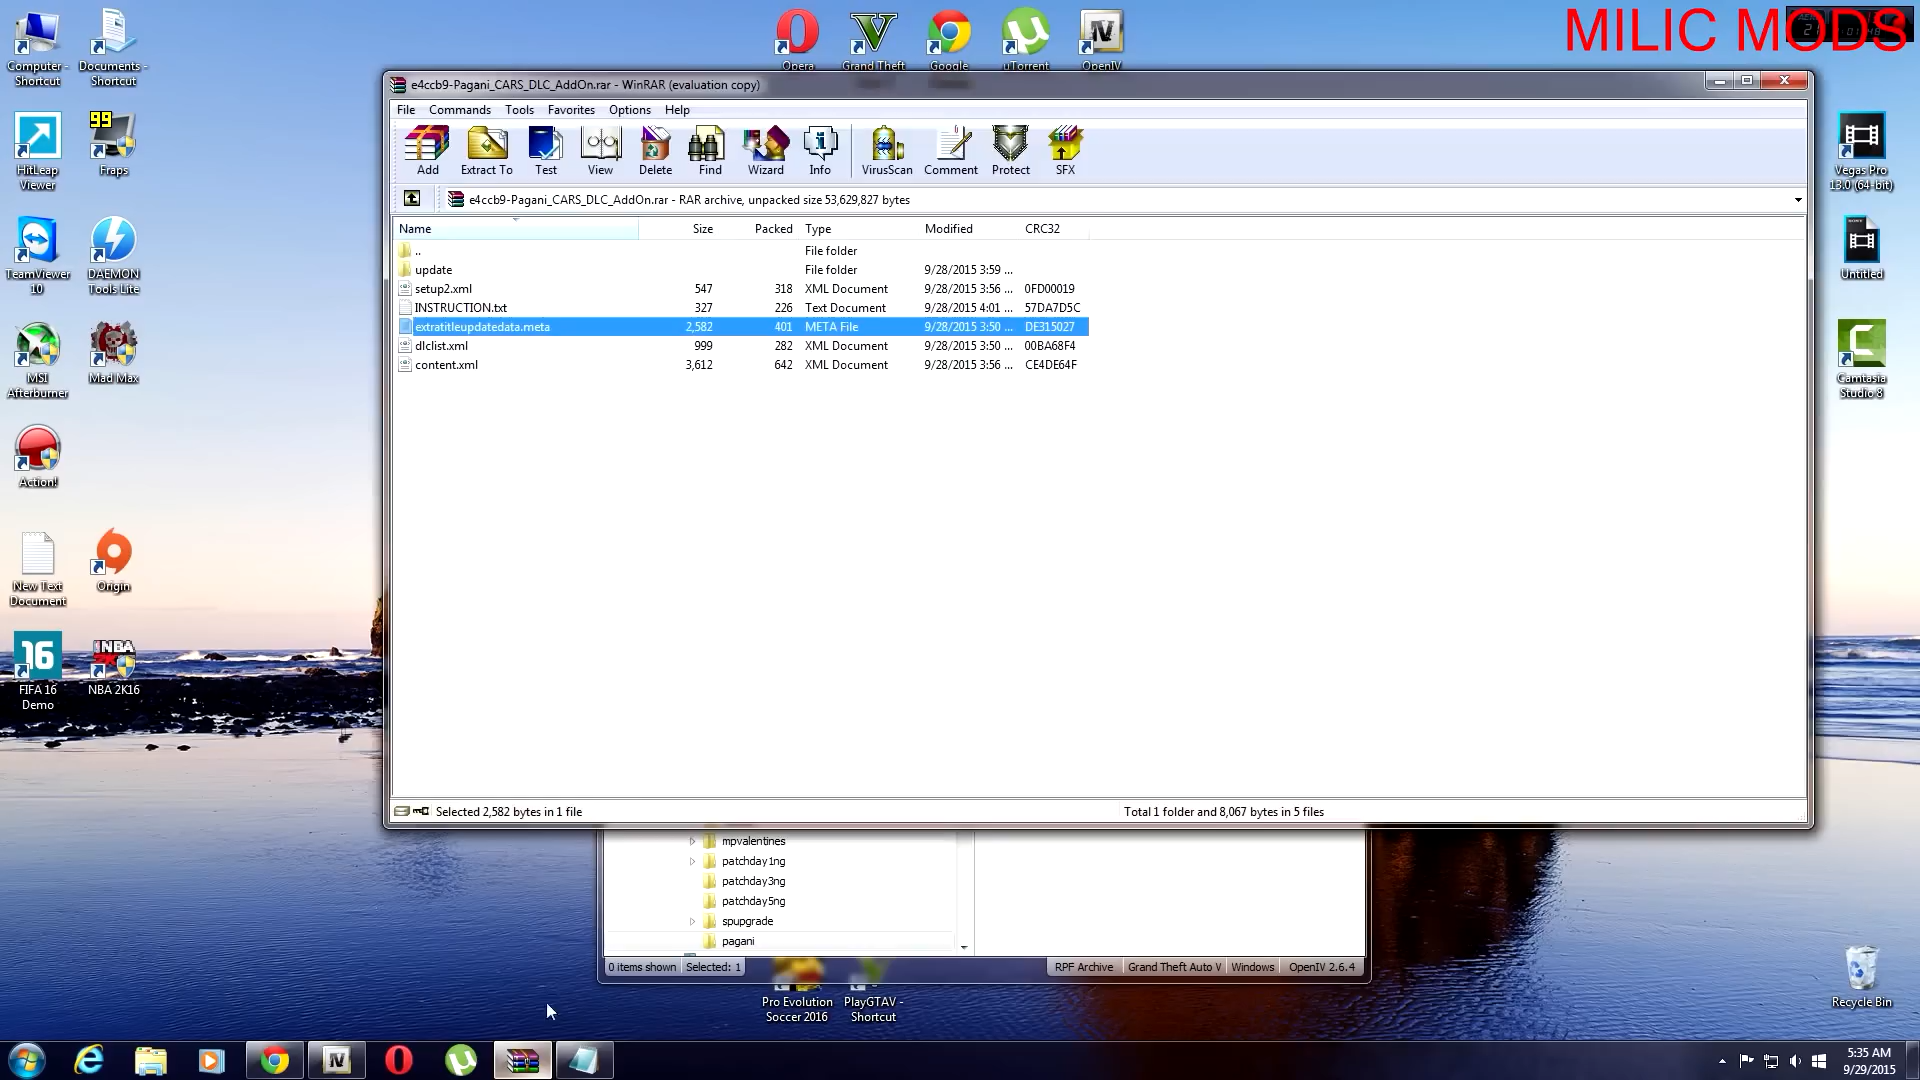 MILIC MODS
Computer - Shortcut
Documents - Shortcut
Opera
Grand Theft
Google
uTorrent
OpenIV
e4ccb9-Pagani_CARS_DLC_AddOn.rar - WinRAR (evaluation copy)
File Commands Tools Favorites Options Help
Add Extract To Test View Delete Find Wizard Info VirusScan Comment Protect SFX
e4ccb9-Pagani_CARS_DLC_AddOn.rar - RAR archive, unpacked size 53,629,827 bytes
Name Size Packed Type Modified CRC32
.. File folder
update File folder 9/28/2015 3:59 ...
setup2.xml 547 318 XML Document 9/28/2015 3:56 ... 0FD00019
INSTRUCTION.txt 327 226 Text Document 9/28/2015 4:01 ... 57DA7D5C
extratitleupdatedata.meta 2,582 401 META File 9/28/2015 3:50 ... DE315027
dlclist.xml 999 282 XML Document 9/28/2015 3:50 ... 00BA68F4
content.xml 3,612 642 XML Document 9/28/2015 3:56 ... CE4DE64F
Selected 2,582 bytes in 1 file
Total 1 folder and 8,067 bytes in 5 files
99
HitLeap Viewer
Fraps
TeamViewer 10
DAEMON Tools Lite
MSI Afterburner
Mad Max
Action!
New Text Document
Origin
16
FIFA 16 Demo
NBA 2K16
NBA 2K16
Vegas Pro 13.0 (64-bit)
Untitled
Camtasia Studio 8
mpvalentines
patchday1ng
patchday3ng
patchday5ng
spupgrade
pagani
0 items shown Selected: 1
RPF Archive Grand Theft Auto V Windows OpenIV 2.6.4
Pro Evolution Soccer 2016
PlayGTAV - Shortcut
Recycle Bin
5:35 AM
9/29/2015